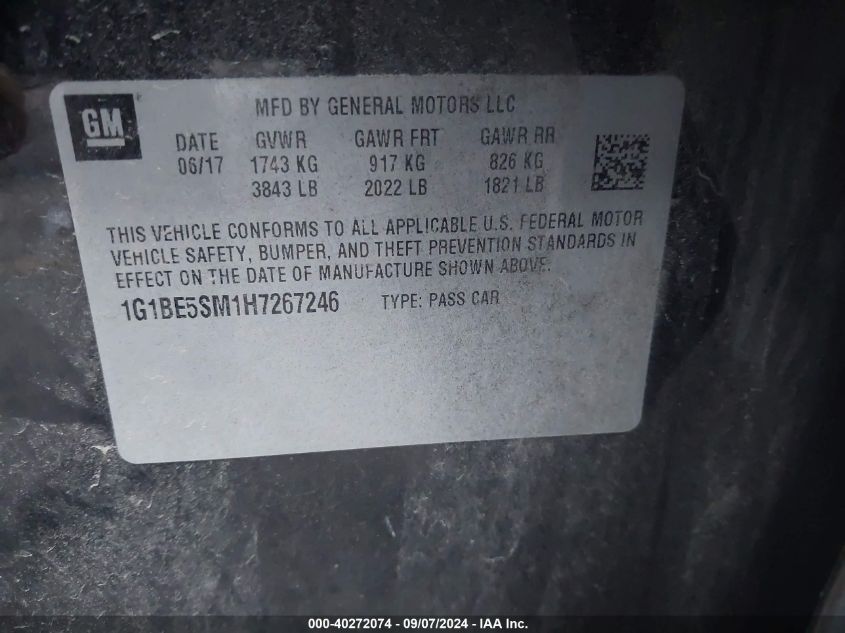 GM
MFD BY GENERAL MOTORS LLC
DATE GVWR GAWR FRT GAWR RR
06/17 1743 KG 917 KG 826 KG
3843 LB 2022 LB 1821 LB
THIS VEHICLE CONFORMS TO ALL APPLICABLE U.S. FEDERAL MOTOR
VEHICLE SAFETY, BUMPER, AND THEFT PREVENTION STANDARDS IN
EFFECT ON THE DATE OF MANUFACTURE SHOWN ABOVE.
1G1BE5SM1H7267246 TYPE: PASS CAR
000-40272074 - 09/07/2024 - IAA Inc.